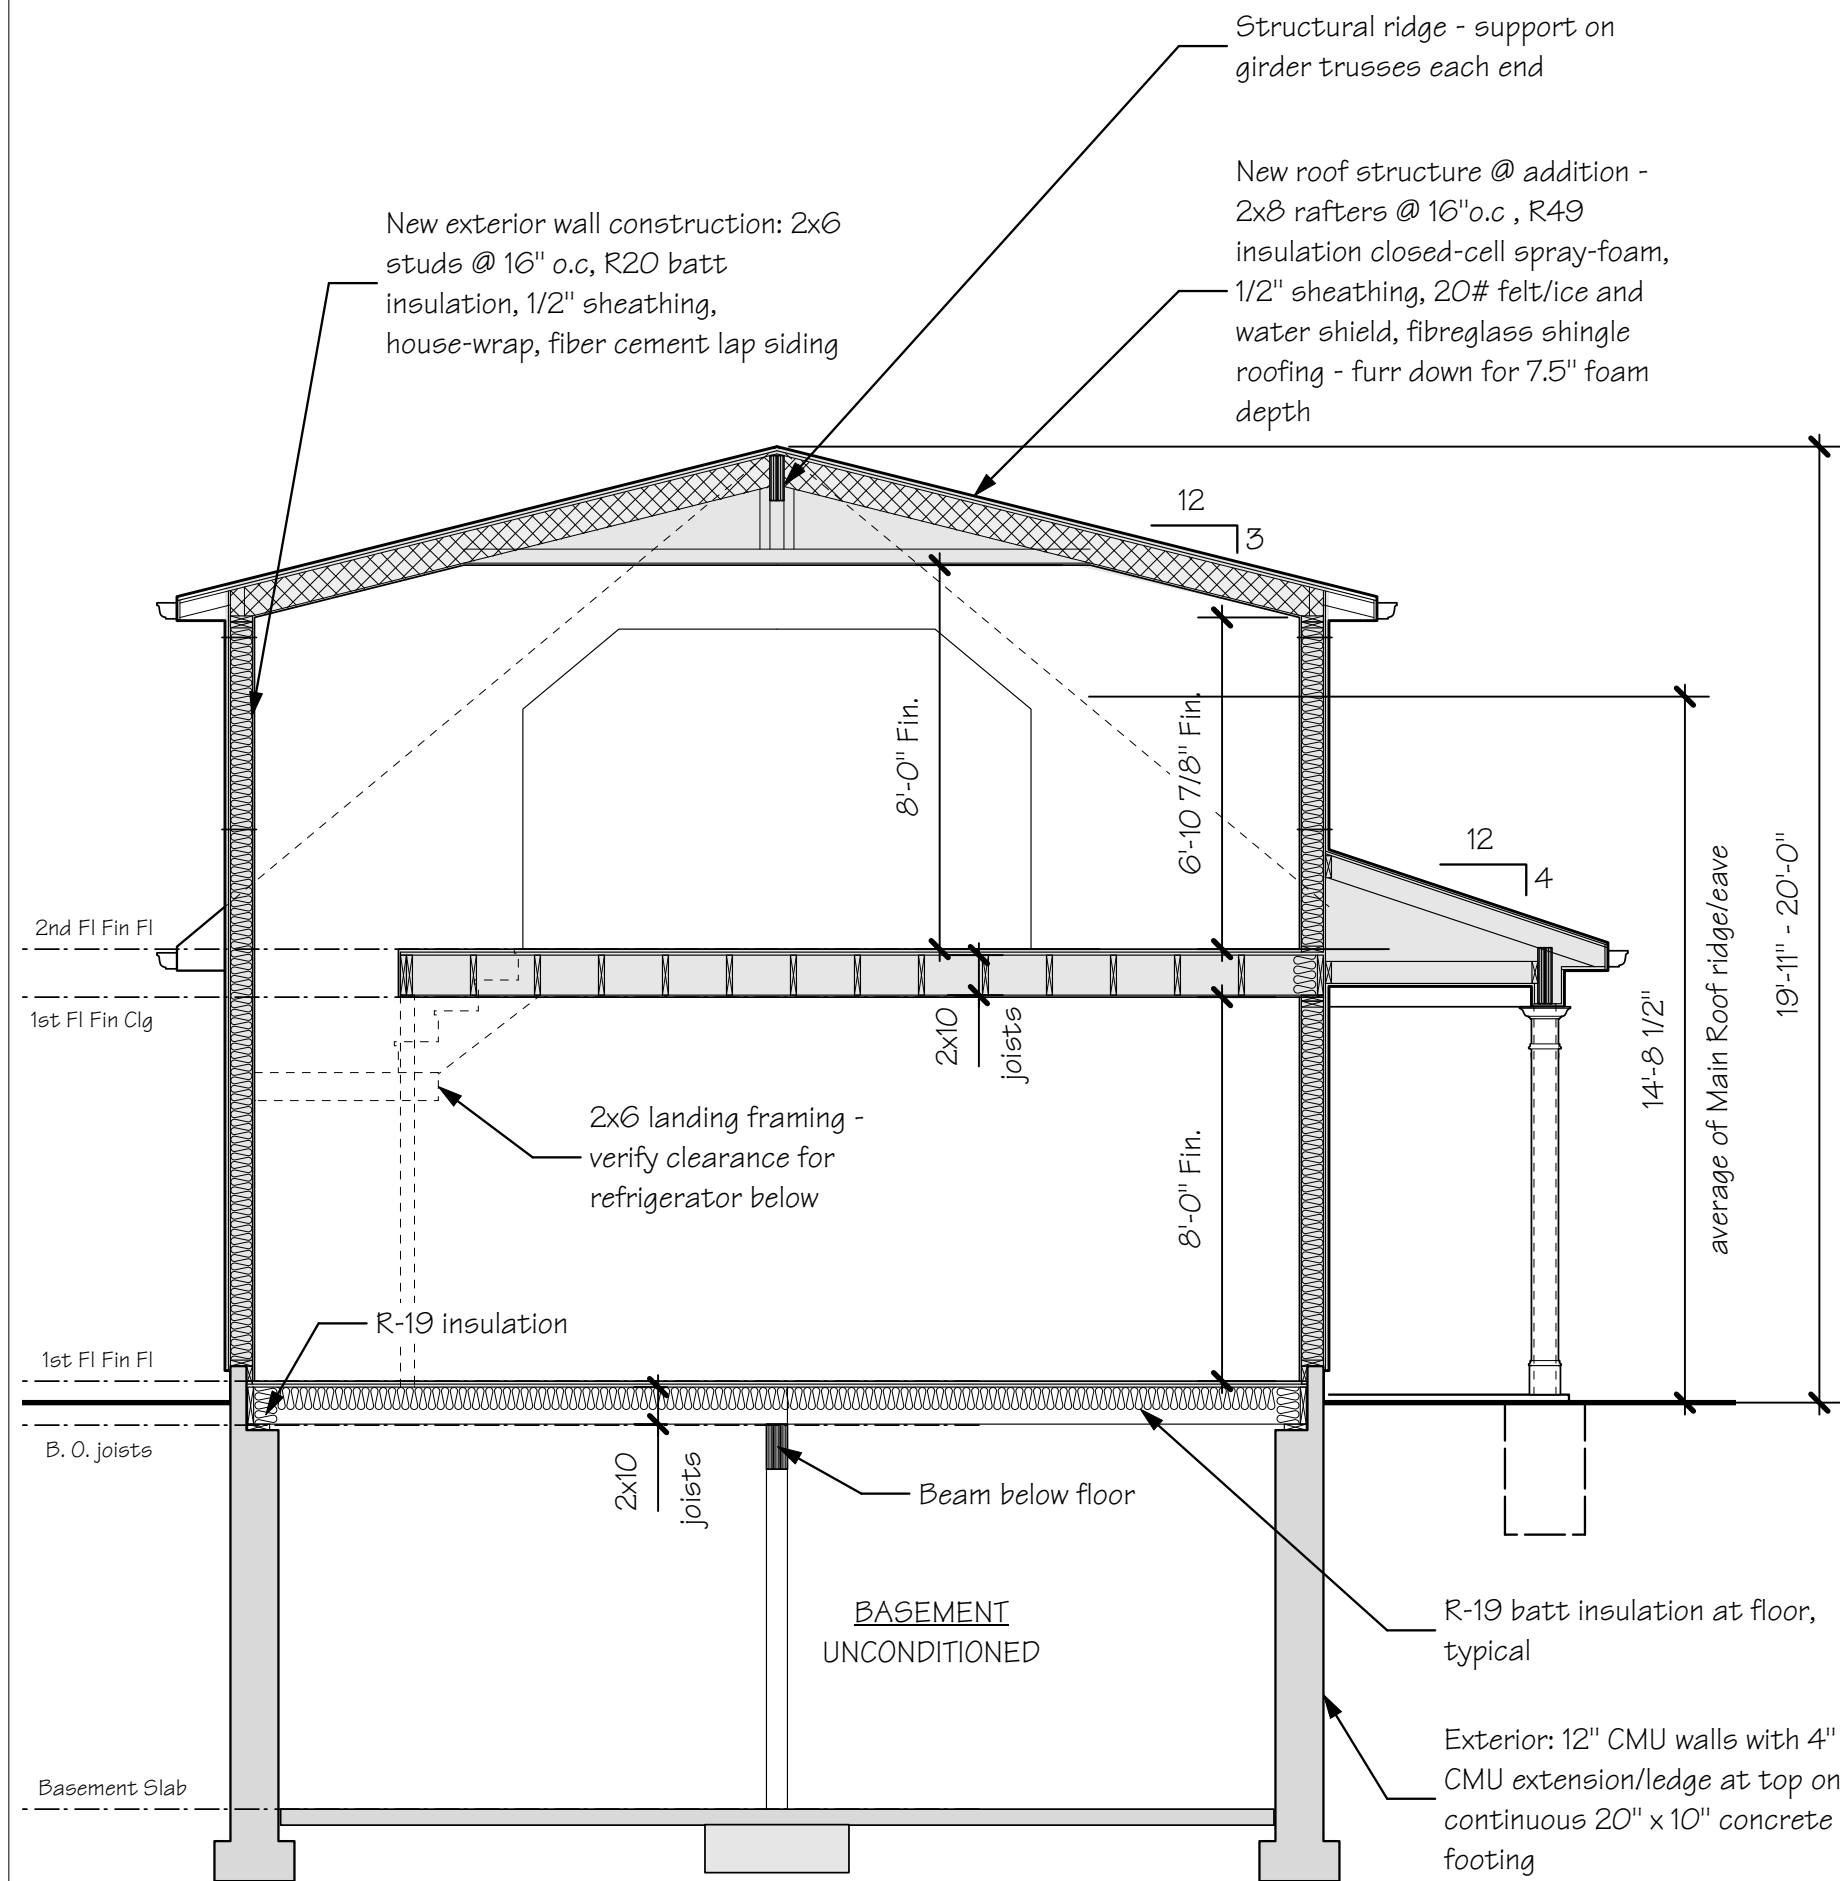 Structural ridge - support on
girder trusses each end
New roof structure @ addition -
2x8 rafters @ 16"o.c , R49
insulation closed-cell spray-foam,
1/2" sheathing, 20# felt/ice and
water shield, fibreglass shingle
roofing - furr down for 7.5" foam
depth
New exterior wall construction: 2x6
studs @ 16" o.c, R20 batt
insulation, 1/2" sheathing,
house-wrap, fiber cement lap siding
12
3
8'-0" Fin.
6'-10 7/8" Fin.
12
4
14'-8 1/2"
average of Main Roof ridge/eave
19'-11" - 20'-0"
2nd Fl Fin Fl
1st Fl Fin Clg
2x10
joists
2x6 landing framing -
verify clearance for
refrigerator below
8'-0" Fin.
R-19 insulation
1st Fl Fin Fl
B. O. joists
2x10
joists
Beam below floor
BASEMENT
UNCONDITIONED
R-19 batt insulation at floor,
typical
Exterior: 12" CMU walls with 4"
CMU extension/ledge at top on
continuous 20" x 10" concrete
footing
Basement Slab